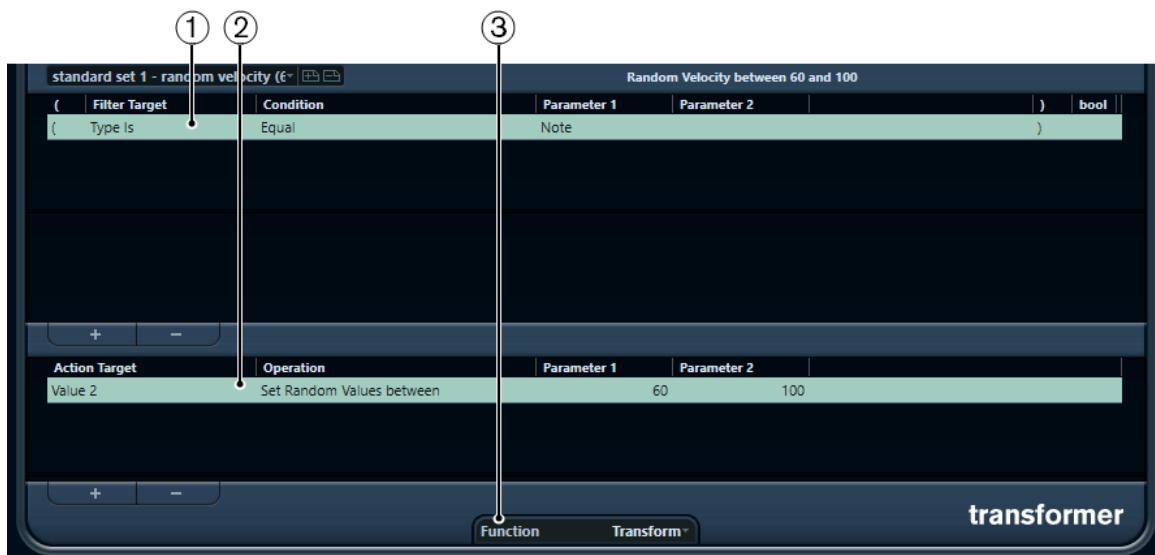 1 2 3
standard set 1 - random velocity (6 Random Velocity between 60 and 100
( Filter Target Condition Parameter 1 Parameter 2 ) bool
( Type Is Equal Note )
+ −
Action Target Operation Parameter 1 Parameter 2
Value 2 Set Random Values between 60 100
+ −
Function Transform
transformer